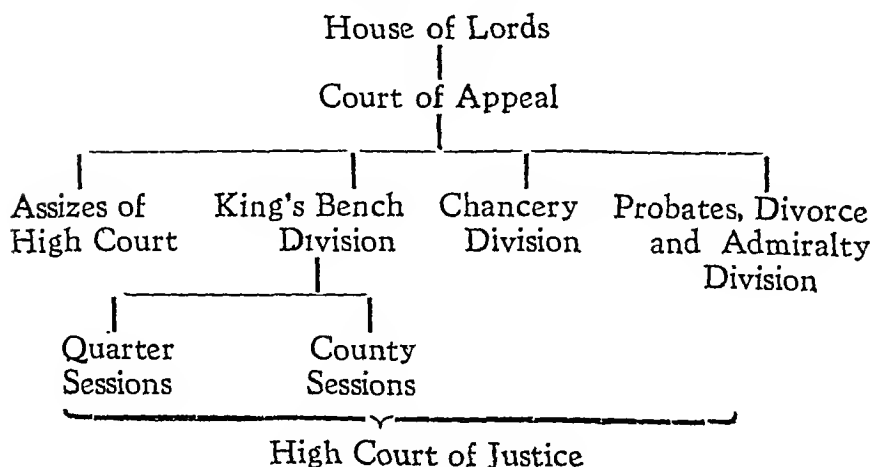 House of Lords
Court of Appeal
Assizes of High Court
King's Bench Division
Chancery Division
Probates, Divorce and Admiralty Division
Quarter Sessions
County Sessions
High Court of Justice